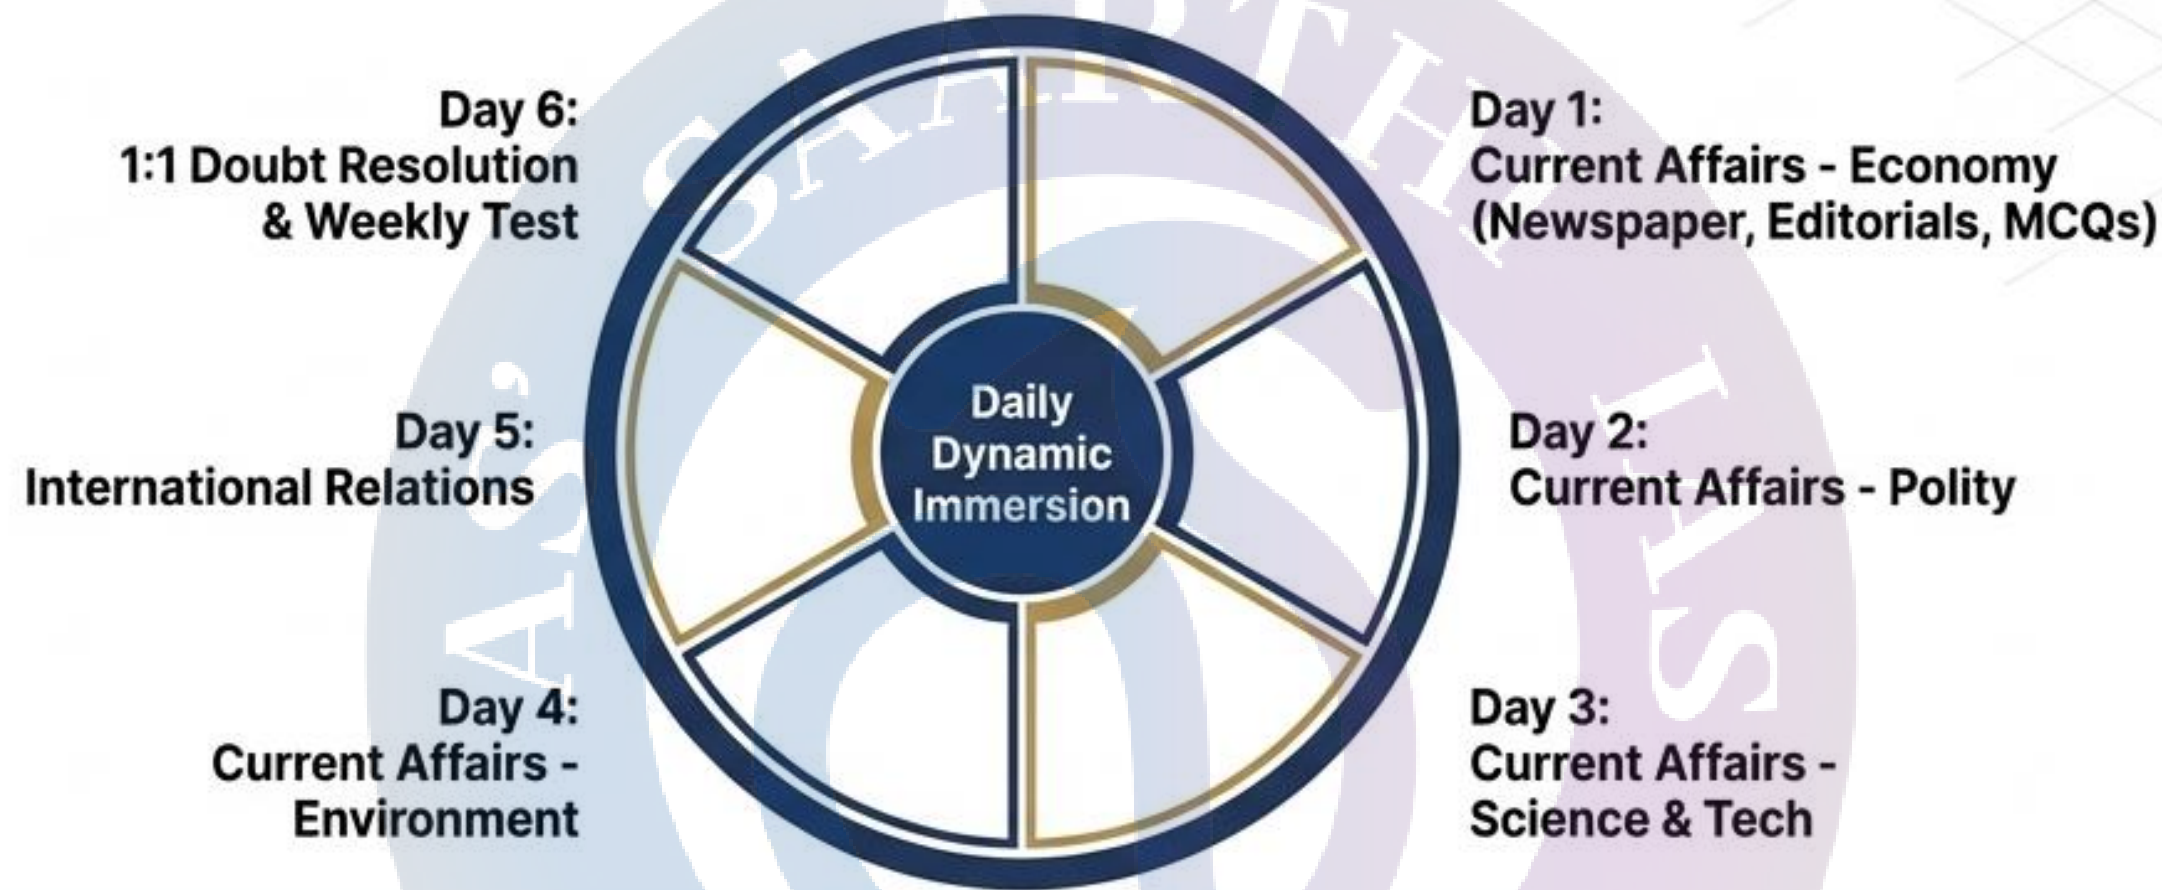 Day 1:
Current Affairs - Economy
(Newspaper, Editorials, MCQs)
Day 2:
Current Affairs - Polity
Day 3:
Current Affairs -
Science & Tech
Day 4:
Current Affairs -
Environment
Day 5:
International Relations
Day 6:
1:1 Doubt Resolution
& Weekly Test
Daily
Dynamic
Immersion
AS' SAARTHI